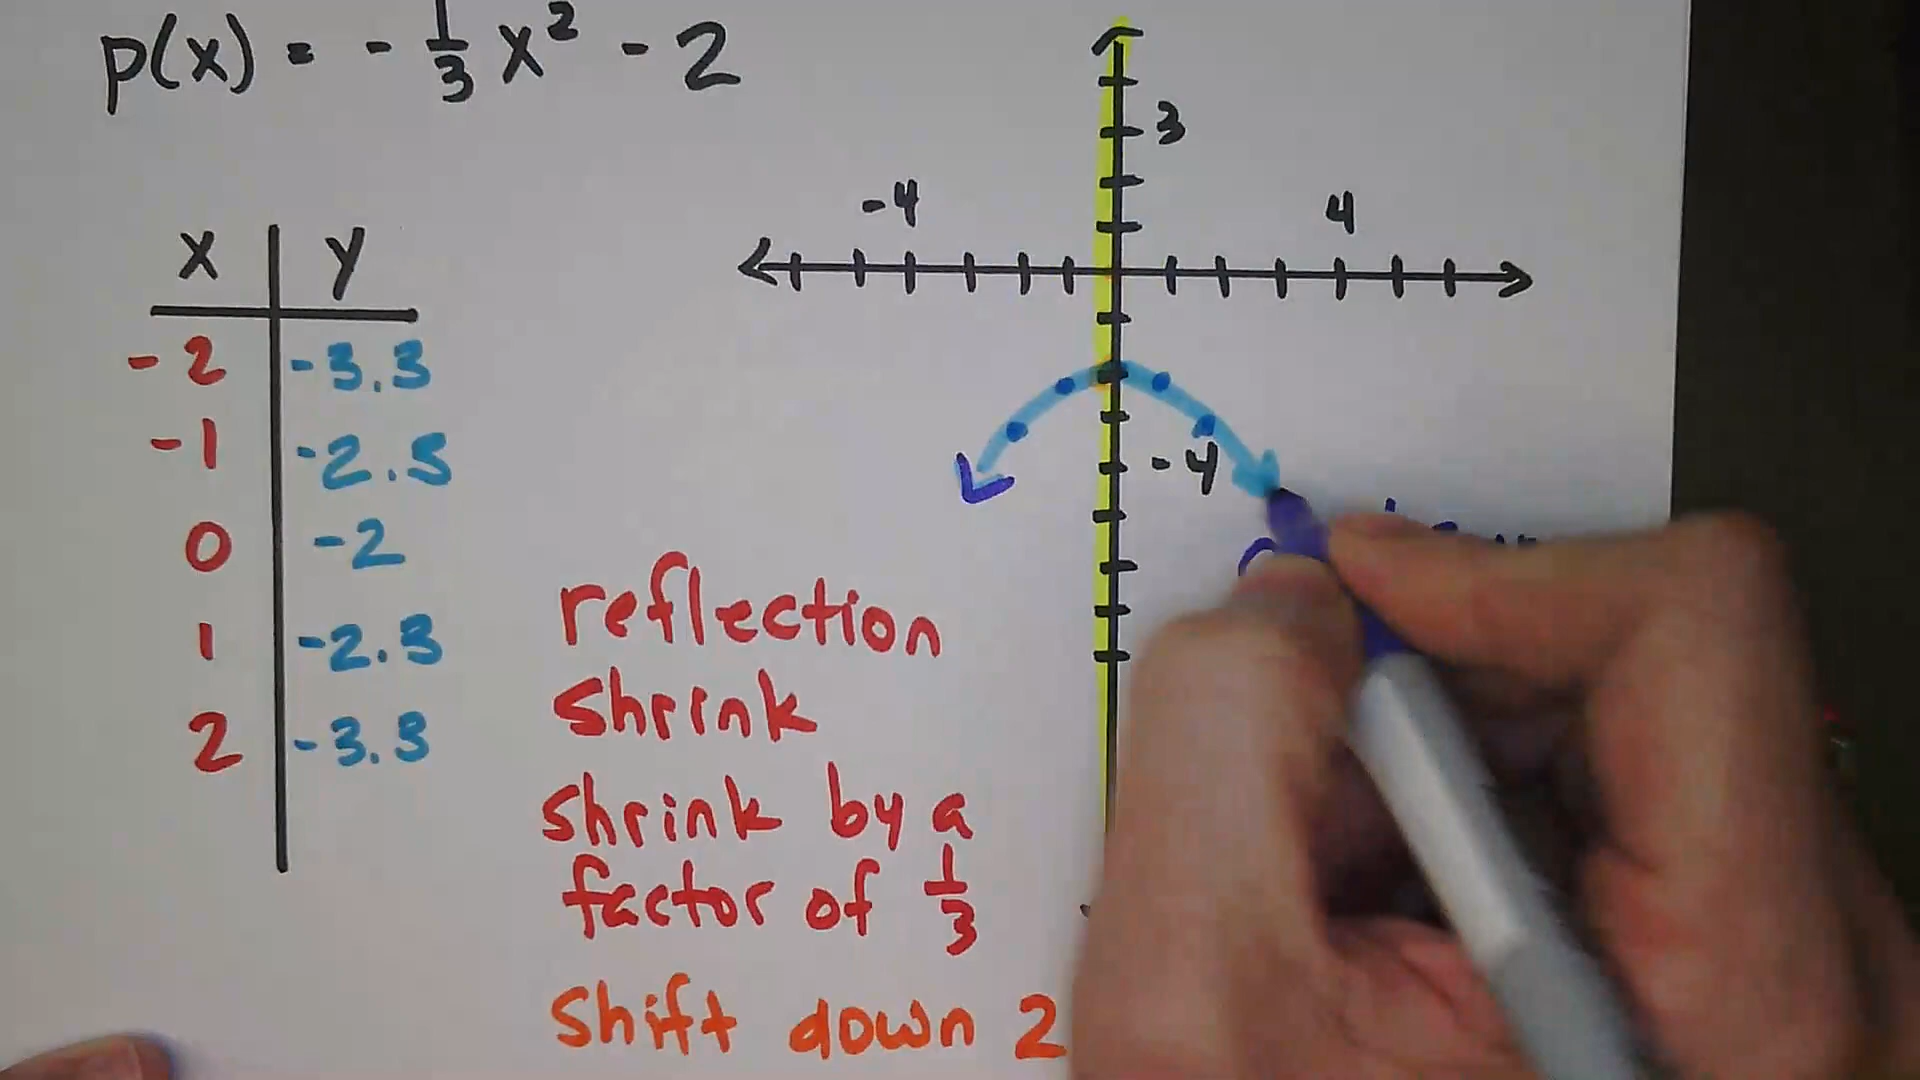 p(x) = -1/3 x² - 2
3
-4 4
x y
-2 -3.3
-1 -2.3
0 -2
1 -2.3
2 -3.3
-4
reflection
shrink
shrink by a
factor of 1/3
shift down 2